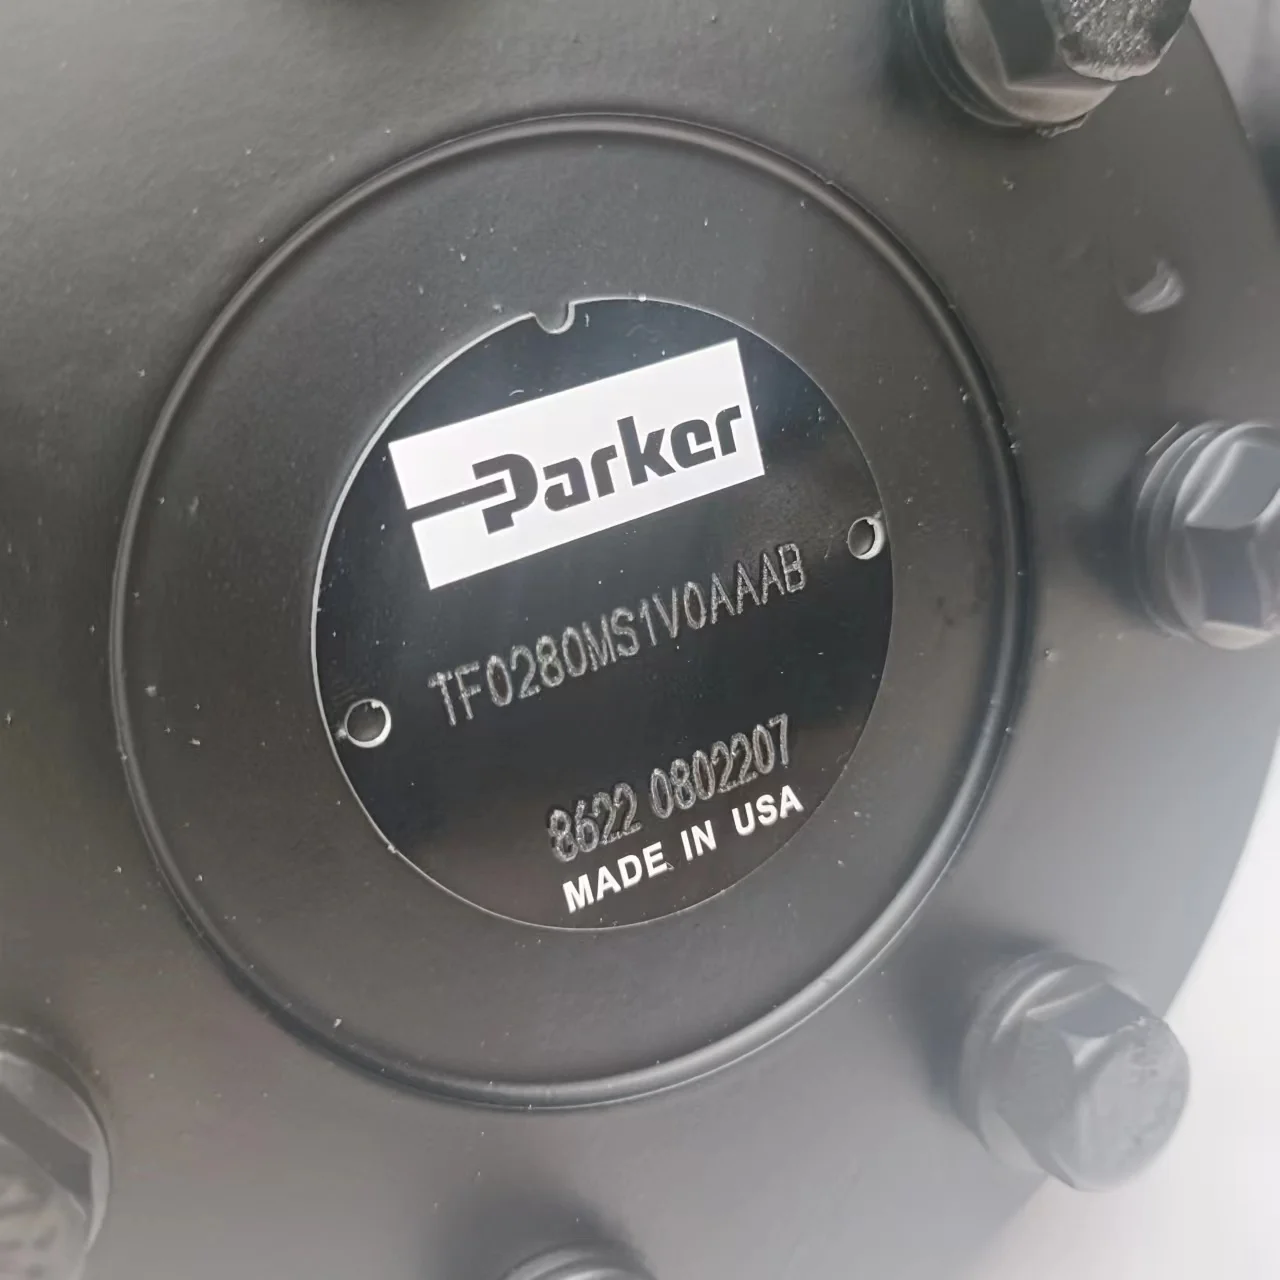 Parker
TF0280MS1V0AAAB
8622 0802207
MADE IN USA